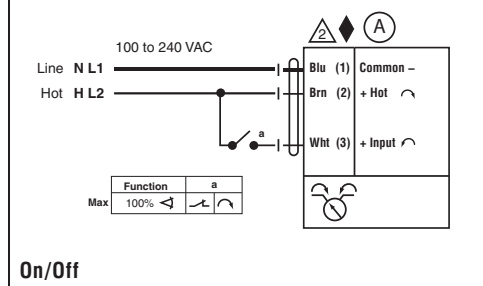 2 A
100 to 240 VAC
Line N L1
Hot H L2
Blu (1) Common –
Brn (2) + Hot
a
Wht (3) + Input
Function a
Max 100%
On/Off